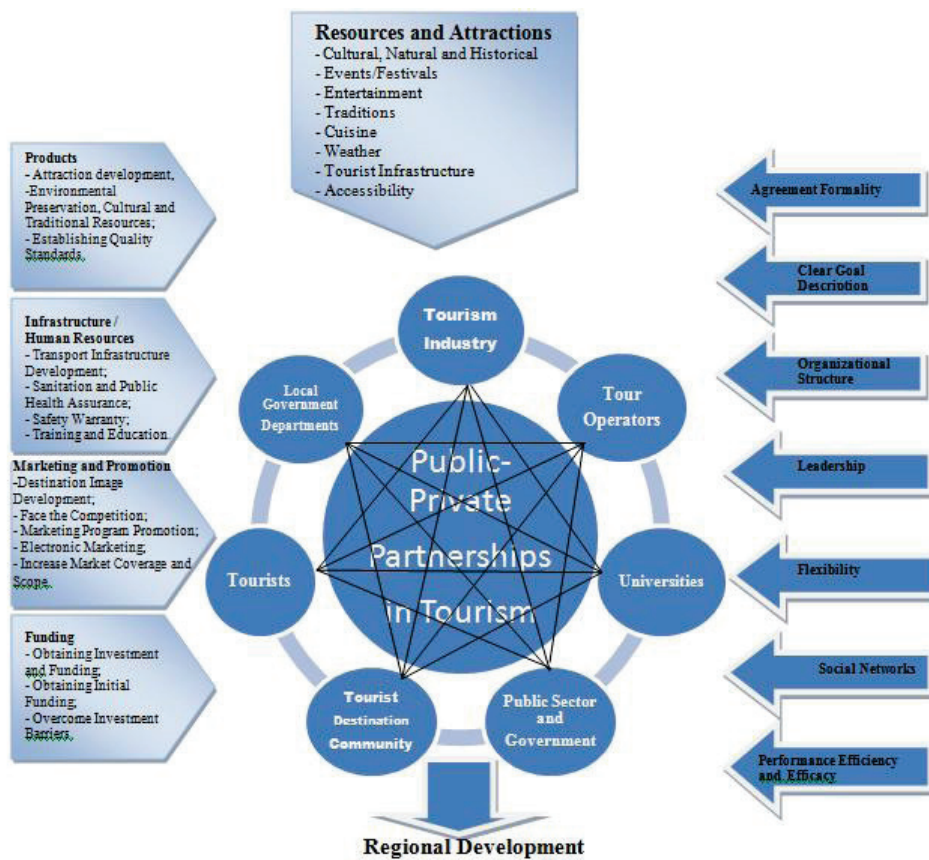 Resources and Attractions
- Cultural, Natural and Historical
- Events/Festivals
- Entertainment
- Traditions
- Cuisine
- Weather
- Tourist Infrastructure
- Accessibility
Products
- Attraction development,
-Environmental
Preservation, Cultural and
Traditional Resources;
- Establishing Quality
Standards.
Infrastructure /
Human Resources
- Transport Infrastructure
Development;
- Sanitation and Public
Health Assurance;
- Safety Warranty;
- Training and Education
Marketing and Promotion
-Destination Image
Development;
- Face the Competition;
- Marketing Program Promotion;
- Electronic Marketing;
- Increase Market Coverage and
Scope.
Funding
- Obtaining Investment
and Funding;
- Obtaining Initial
Funding;
- Overcome Investment
Barriers.
Tourism
Industry
Local
Government
Departments
Tour
Operators
Public-
Private
Partnerships
in Tourism
Tourists
Universities
Tourist
Destination
Community
Public Sector
and
Government
Agreement Formality
Clear Goal
Description
Organizational
Structure
Leadership
Flexibility
Social Networks
Performance Efficiency
and Efficacy
Regional Development